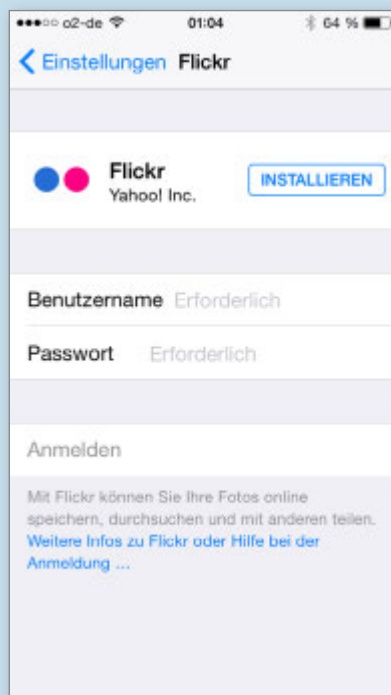 o2-de 01:04 64 %
Einstellungen Flickr
Flickr
Yahoo! Inc.
INSTALLIEREN
Benutzername Erforderlich
Passwort Erforderlich
Anmelden
Mit Flickr können Sie Ihre Fotos online
speichern, durchsuchen und mit anderen teilen.
Weitere Infos zu Flickr oder Hilfe bei der
Anmeldung ...